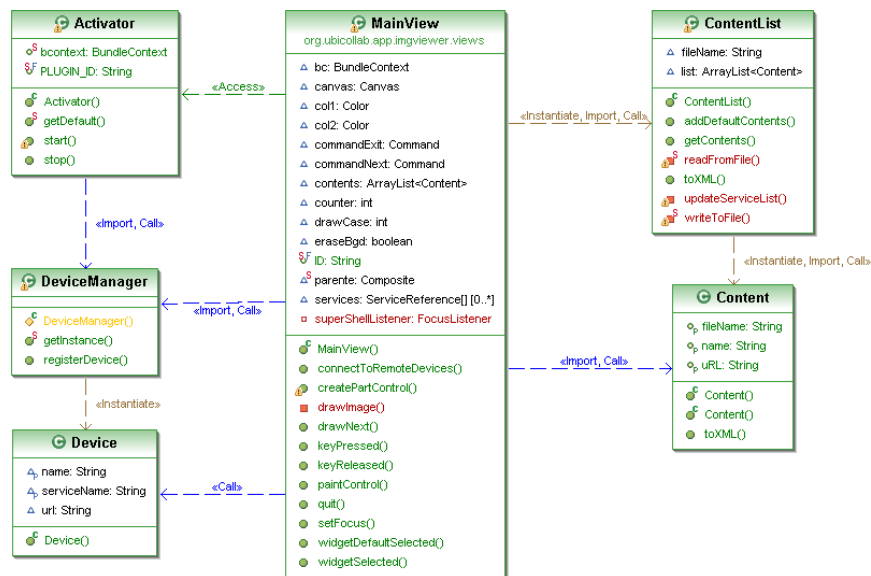 Activator
bcontext: BundleContext
PLUGIN_ID: String
Activator()
getDefault()
start()
stop()
«Access»
«Import, Call»
DeviceManager
DeviceManager()
getInstance()
registerDevice()
«Import, Call»
«Instantiate»
Device
name: String
serviceName: String
url: String
Device()
«Call»
MainView
org.ubicollab.app.imgviewer.views
bc: BundleContext
canvas: Canvas
col1: Color
col2: Color
commandExit: Command
commandNext: Command
contents: ArrayList<Content>
counter: int
drawCase: int
eraseBgd: boolean
ID: String
parente: Composite
services: ServiceReference[] [0..*]
superShellListener: FocusListener
MainView()
connectToRemoteDevices()
createPartControl()
drawImage()
drawNext()
keyPressed()
keyReleased()
paintControl()
quit()
setFocus()
widgetDefaultSelected()
widgetSelected()
«Instantiate, Import, Call»
«Import, Call»
ContentList
fileName: String
list: ArrayList<Content>
ContentList()
addDefaultContents()
getContents()
readFromFile()
toXML()
updateServiceList()
writeToFile()
«Instantiate, Import, Call»
Content
fileName: String
name: String
uRL: String
Content()
Content()
toXML()